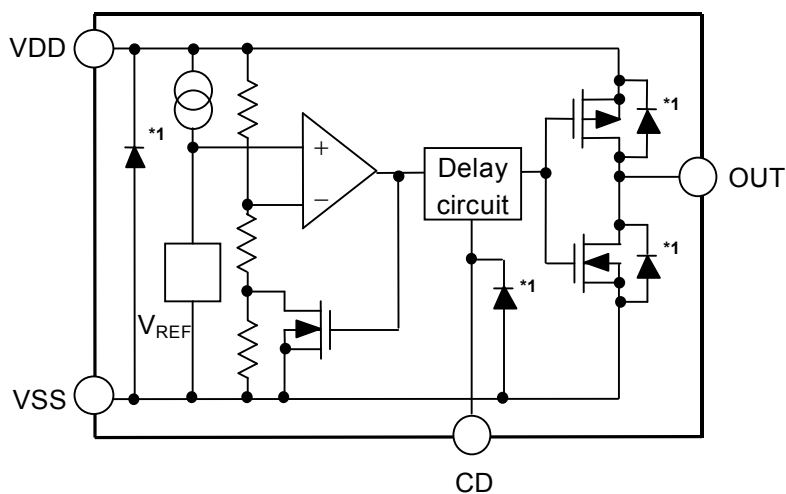 VDD
*1
*1
+
−
Delay
circuit
OUT
*1
*1
VREF
VSS
CD